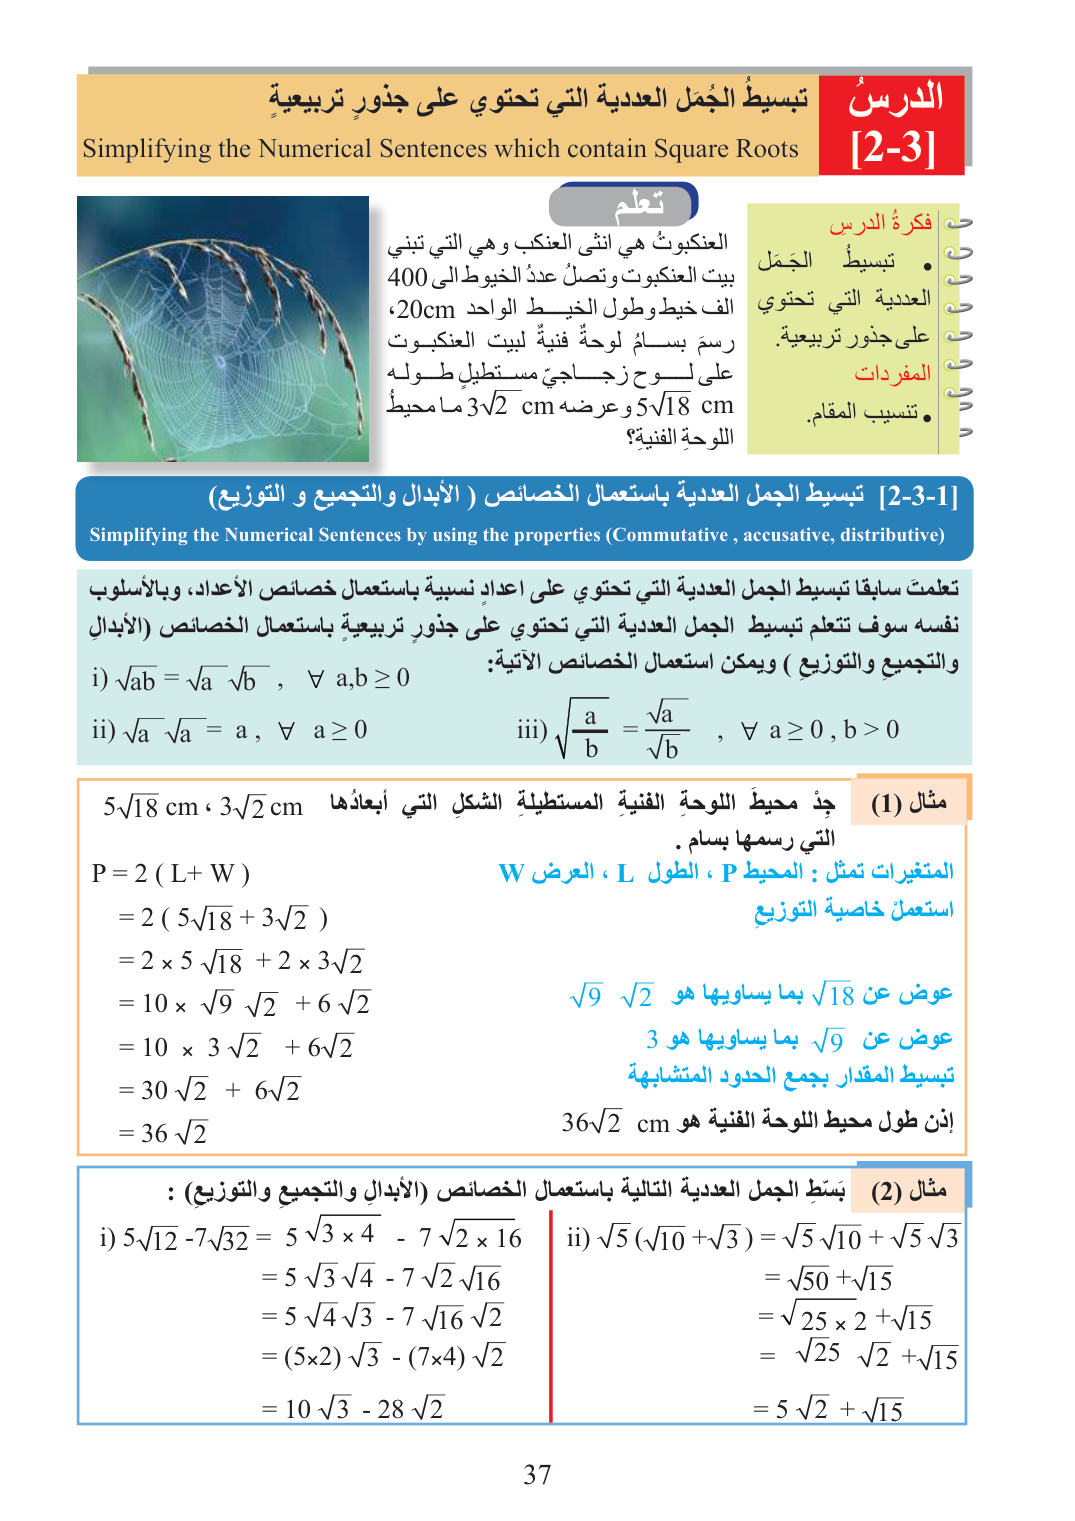 الدرسُ
[2-3]
تبسيطُ الجُمَل العددية التي تحتوي على جذورٍ تربيعيةٍ
Simplifying the Numerical Sentences which contain Square Roots
فكرةُ الدرسِ
• تبسيطُ الجَـمَل
العددية التي تحتوي
على جذور تربيعية.
المفردات
• تنسيب المقام.
تعلم
العنكبوتُ هي انثى العنكب وهي التي تبني
بيت العنكبوت وتصلُ عددُ الخيوط الى 400
الف خيط وطول الخيـــط الواحد 20cm،
رسمَ بســامُ لوحةٌ فنيةٌ لبيت العنكبــوت
على لـــوح زجـــاجيّ مستطيلٍ طـــولـه
5√18 cm وعرضه 3√2 cm مـا محيطُ
اللوحةِ الفنيةِ؟
[2-3-1] تبسيط الجمل العددية باستعمال الخصائص ( الأبدال والتجميع و التوزيع)
Simplifying the Numerical Sentences by using the properties (Commutative , accusative, distributive)
تعلمتَ سابقا تبسيط الجمل العددية التي تحتوي على اعدادٍ نسبية باستعمال خصائص الأعداد، وبالأسلوب
نفسه سوف تتعلم تبسيط الجمل العددية التي تحتوي على جذورٍ تربيعيةٍ باستعمال الخصائص (الأبدالِ
والتجميعِ والتوزيعِ ) ويمكن استعمال الخصائص الآتية:
i) √ab = √a √b , ∀ a,b ≥ 0
ii) √a √a = a , ∀ a ≥ 0
iii) √(a/b) = √a/√b , ∀ a ≥ 0 , b > 0
مثال (1)
جِدْ محيطَ اللوحةِ الفنيةِ المستطيلةِ الشكلِ التي أبعادُها 5√18 cm ، 3√2 cm
التي رسمها بسام .
P = 2 ( L+ W ) المتغيرات تمثل : المحيط P ، الطول L ، العرض W
= 2 ( 5√18 + 3√2 ) استعملْ خاصية التوزيعِ
= 2 × 5 √18 + 2 × 3√2
= 10 × √9 √2 + 6 √2 عوض عن √18 بما يساويها هو √9 √2
= 10 × 3 √2 + 6√2 عوض عن √9 بما يساويها هو 3
= 30 √2 + 6√2 تبسيط المقدار بجمع الحدود المتشابهة
= 36 √2 إذن طول محيط اللوحة الفنية هو 36√2 cm
مثال (2)
بَسّطِ الجمل العددية التالية باستعمال الخصائص (الأبدالِ والتجميعِ والتوزيعِ) :
i) 5√12 -7√32 = 5 √3 × 4 - 7 √2 × 16
= 5 √3 √4 - 7 √2 √16
= 5 √4 √3 - 7 √16 √2
= (5×2) √3 - (7×4) √2
= 10 √3 - 28 √2
ii) √5 (√10 +√3 ) = √5 √10 + √5 √3
= √50 +√15
= √25 × 2 +√15
= √25 √2 +√15
= 5 √2 + √15
37